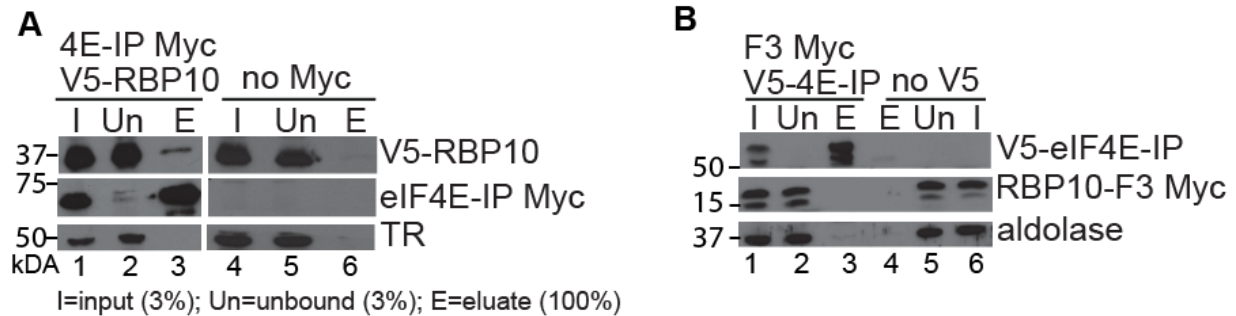 A
4E-IP Myc
V5-RBP10 no Myc
I Un E I Un E
37 V5-RBP10
75 eIF4E-IP Myc
50 TR
kDA 1 2 3 4 5 6
I=input (3%); Un=unbound (3%); E=eluate (100%)
B
F3 Myc
V5-4E-IP no V5
I Un E E Un I
50 V5-eIF4E-IP
15 RBP10-F3 Myc
37 aldolase
1 2 3 4 5 6